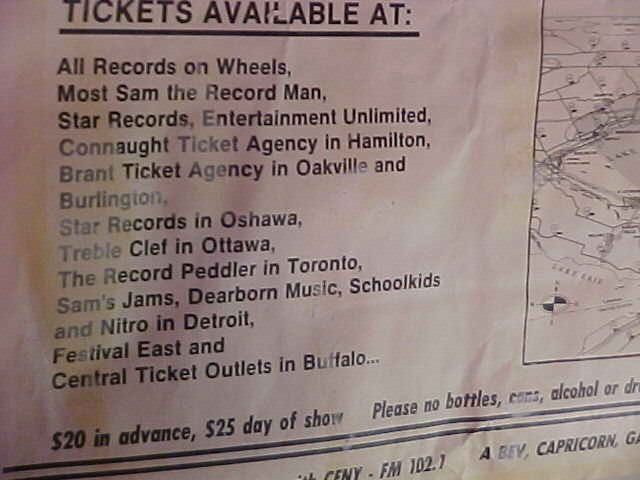 TICKETS AVAILABLE AT:
All Records on Wheels,
Most Sam the Record Man,
Star Records, Entertainment Unlimited,
Connaught Ticket Agency in Hamilton,
Brant Ticket Agency in Oakville and
Burlington,
Star Records in Oshawa,
Treble Clef in Ottawa,
The Record Peddler in Toronto,
Sam's Jams, Dearborn Music, Schoolkids
and Nitro in Detroit,
Festival East and
Central Ticket Outlets in Buffalo...
LAKE
LAKE ERIE
$20 in advance, $25 day of show
Please no bottles, cans, alcohol or
CFNY - FM 102.1
A BEV, CAPRICORN,